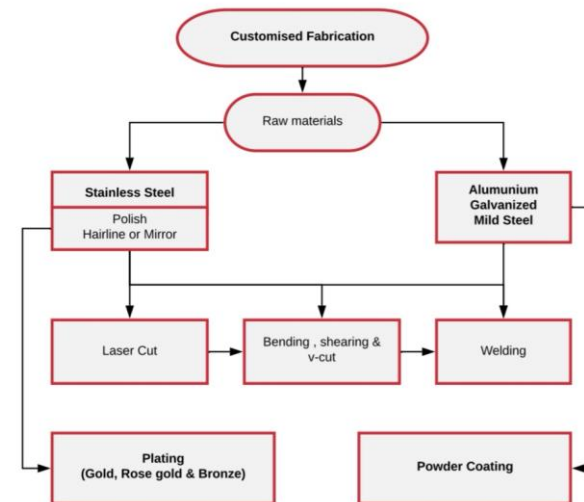 Customised Fabrication
Raw materials
Stainless Steel
Polish
Hairline or Mirror
Alumunium
Galvanized
Mild Steel
Laser Cut
Bending , shearing &
v-cut
Welding
Plating
(Gold, Rose gold & Bronze)
Powder Coating